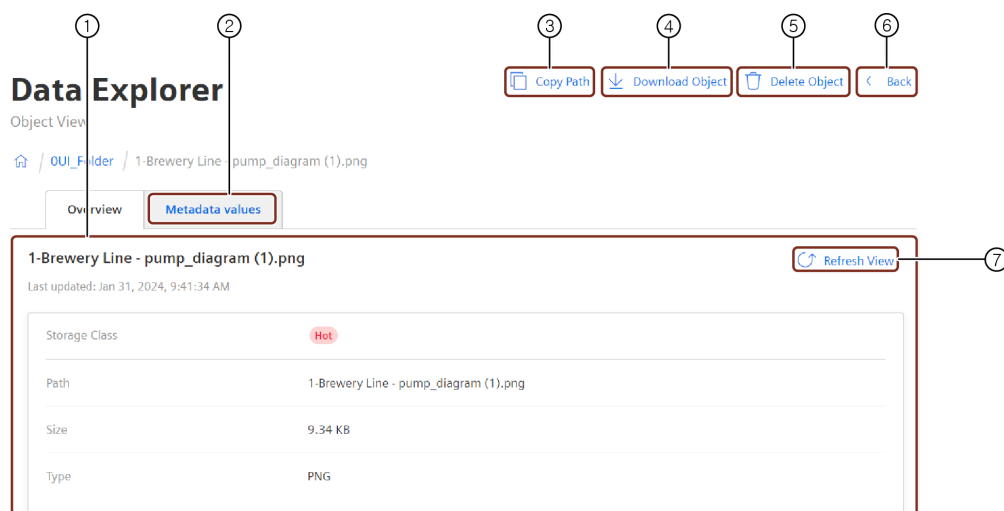 ① ② ③ ④ ⑤ ⑥
Data Explorer
Copy Path Download Object Delete Object Back
Object View
/ 0UI_Folder / 1-Brewery Line - pump_diagram (1).png
Overview Metadata values
1-Brewery Line - pump_diagram (1).png Refresh View ⑦
Last updated: Jan 31, 2024, 9:41:34 AM
Storage Class Hot
Path 1-Brewery Line - pump_diagram (1).png
Size 9.34 KB
Type PNG